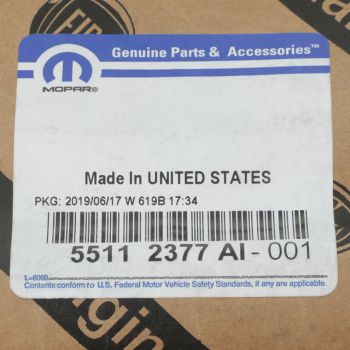 Genuine Parts & Accessories™
MOPAR®
Made In UNITED STATES
PKG: 2019/06/17 W 619B 17:34
5511 2377 AI - 001
L=6060
Contents conform to U.S. Federal Motor Vehicle Safety Standards, if any are applicable.